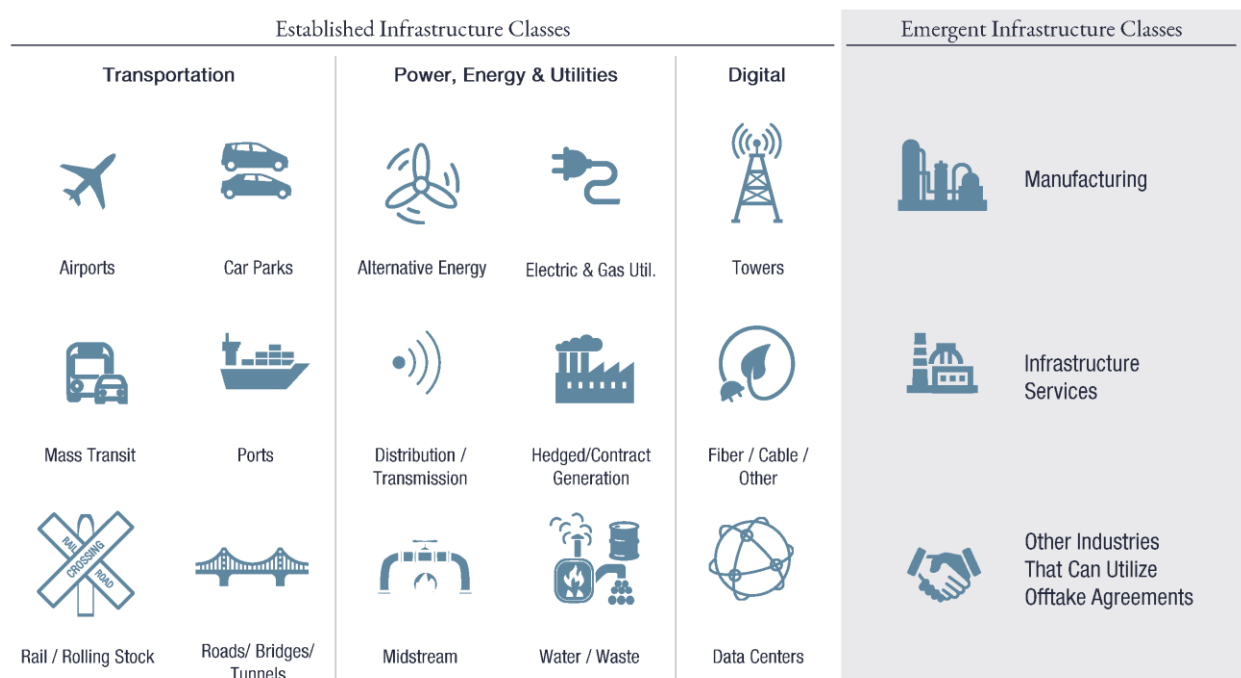 Established Infrastructure Classes
Emergent Infrastructure Classes
Transportation
Power, Energy & Utilities
Digital
Airports
Car Parks
Alternative Energy
Electric & Gas Util.
Towers
Manufacturing
Mass Transit
Ports
Distribution /
Transmission
Hedged/Contract
Generation
Fiber / Cable /
Other
Infrastructure
Services
RAIL
CROSSING
ROAD
Rail / Rolling Stock
Roads/ Bridges/
Tunnels
Midstream
Water / Waste
Data Centers
Other Industries
That Can Utilize
Offtake Agreements